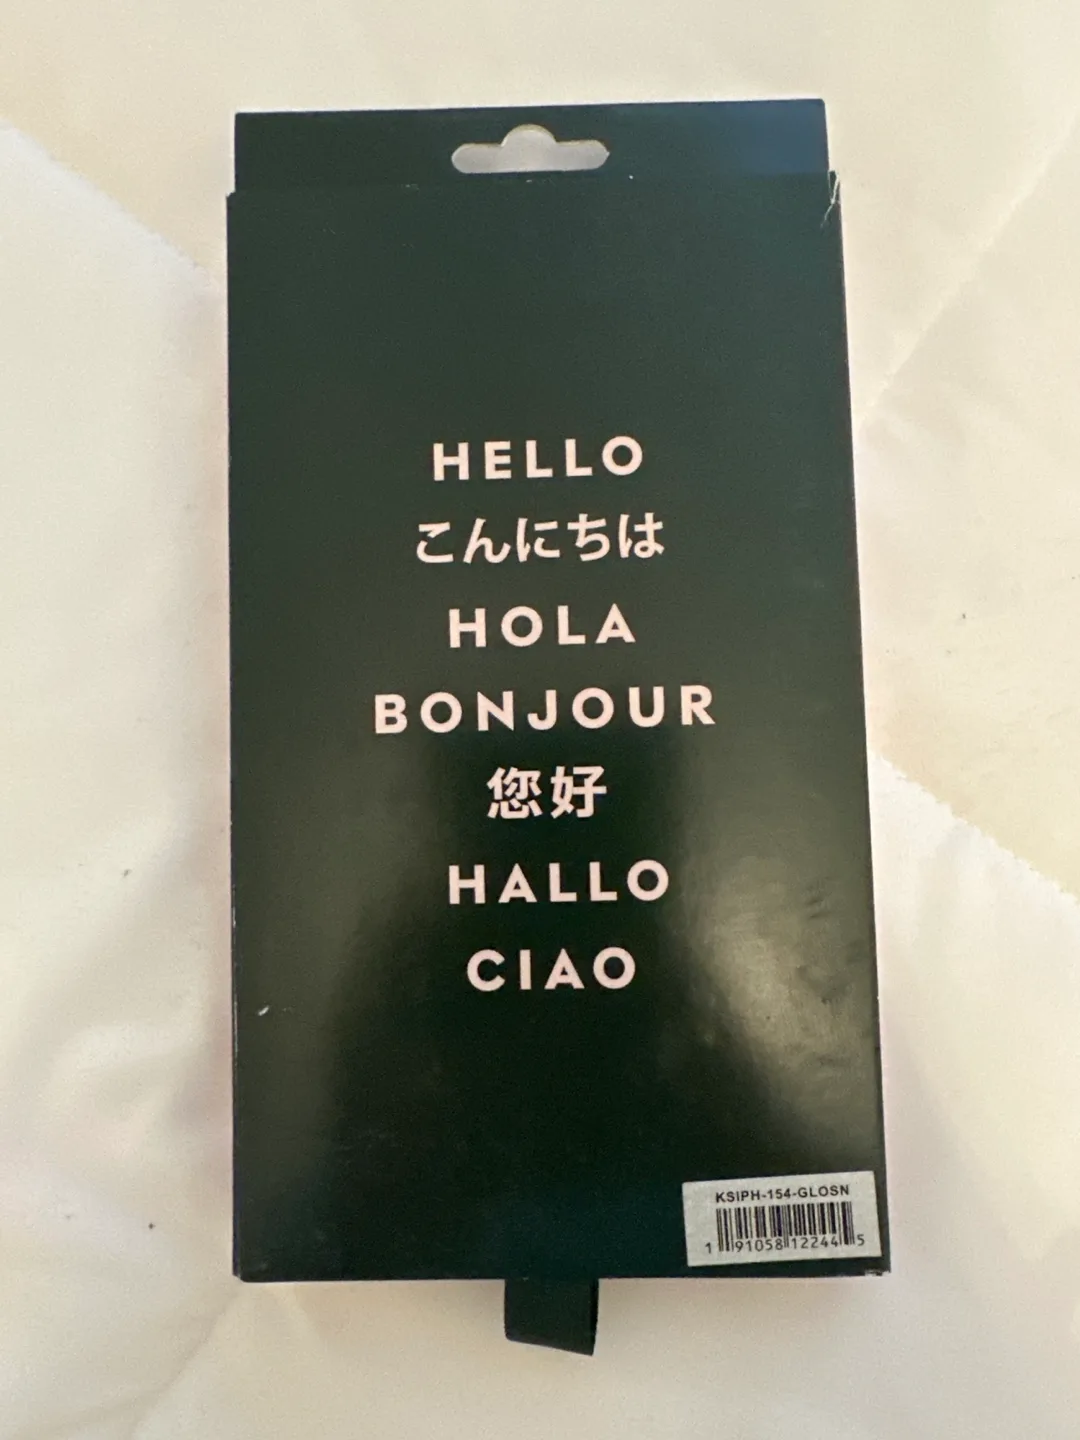 HELLO
こんにちは
HOLA
BONJOUR
您好
HALLO
CIAO
KSIPH-154-GLOSN
1 91058 12244 5